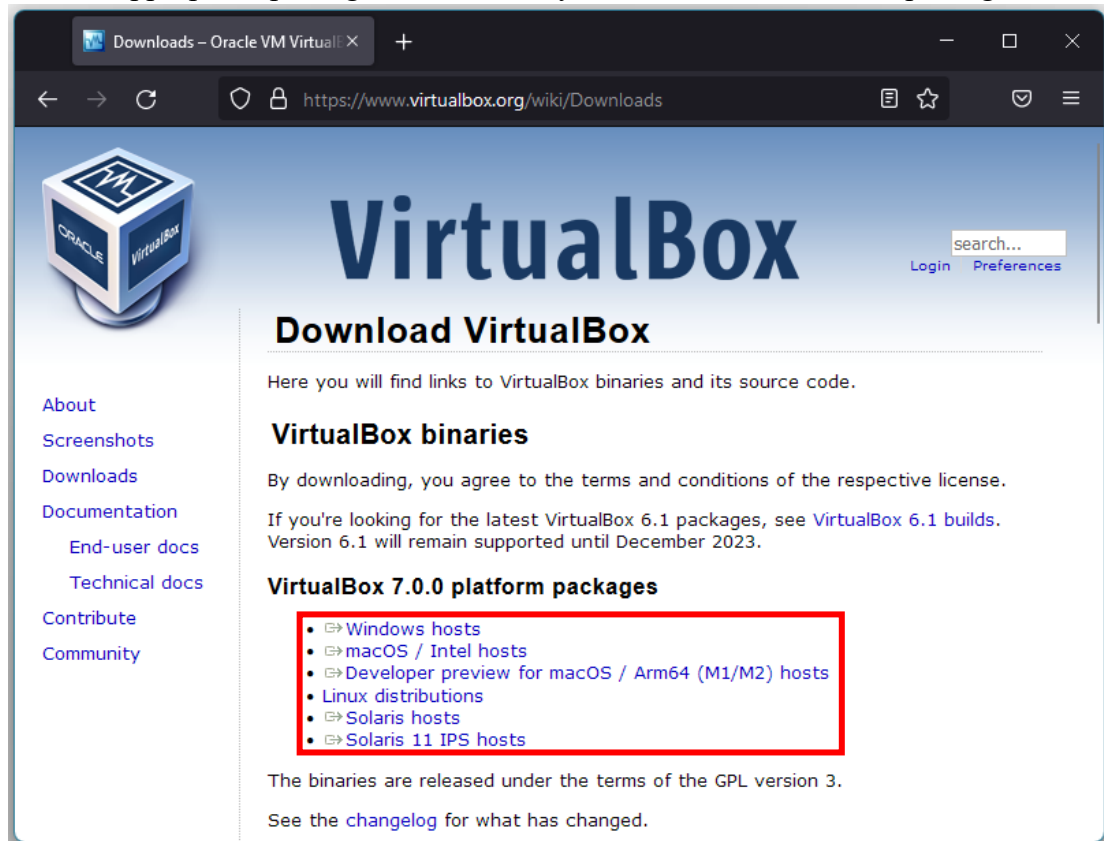 Downloads – Oracle VM Virtual
https://www.virtualbox.org/wiki/Downloads
ORACLE
VirtualBox
VirtualBox
search...
Login Preferences
Download VirtualBox
Here you will find links to VirtualBox binaries and its source code.
About
Screenshots
Downloads
Documentation
End-user docs
Technical docs
Contribute
Community
VirtualBox binaries
By downloading, you agree to the terms and conditions of the respective license.
If you're looking for the latest VirtualBox 6.1 packages, see VirtualBox 6.1 builds.
Version 6.1 will remain supported until December 2023.
VirtualBox 7.0.0 platform packages
• Windows hosts
• macOS / Intel hosts
• Developer preview for macOS / Arm64 (M1/M2) hosts
• Linux distributions
• Solaris hosts
• Solaris 11 IPS hosts
The binaries are released under the terms of the GPL version 3.
See the changelog for what has changed.